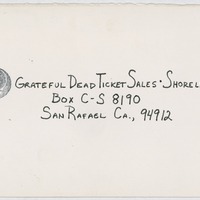 GRATEFUL DEAD TICKET SALES · SHOREL
BOX C-S 8190
SAN RAFAEL CA., 94912